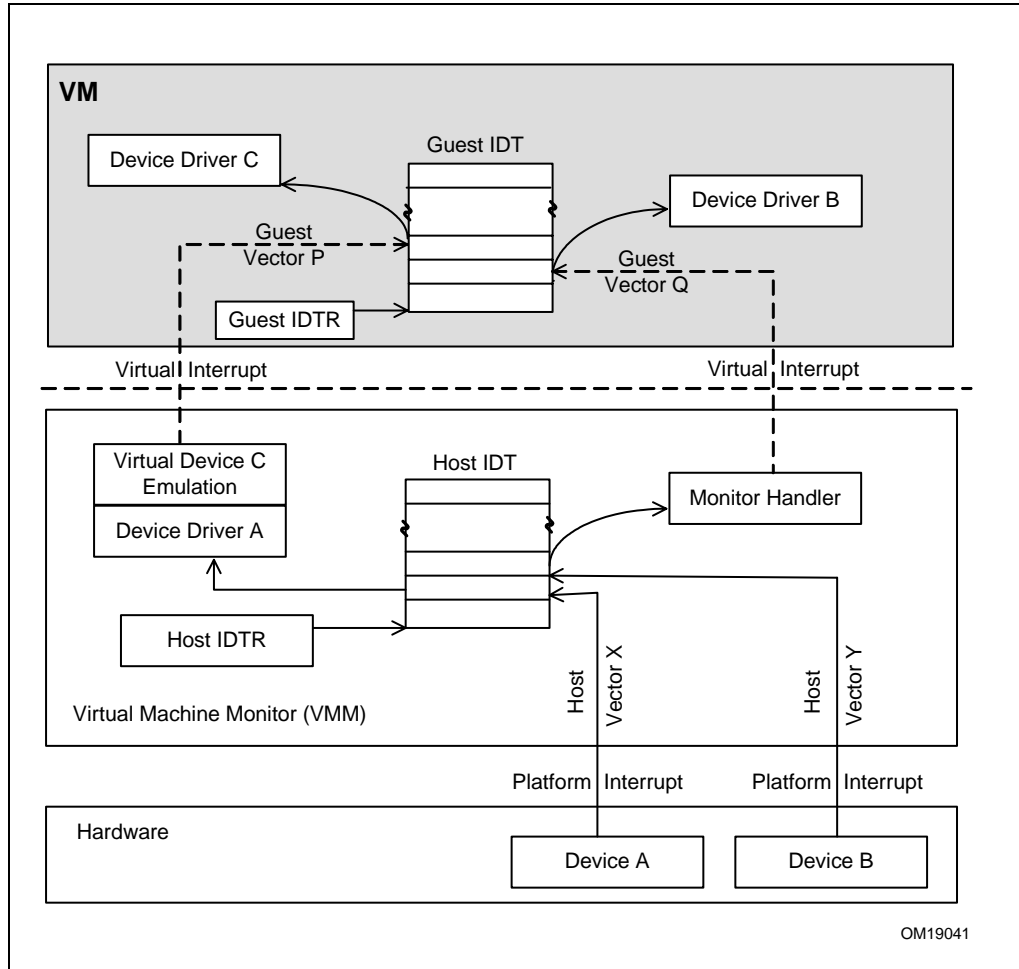 VM
Guest IDT
Device Driver C
Device Driver B
Guest
Vector P
Guest
Vector Q
Guest IDTR
Virtual Interrupt
Virtual Interrupt
Virtual Device C
Emulation
Device Driver A
Host IDT
Monitor Handler
Host IDTR
Host
Vector X
Host
Vector Y
Virtual Machine Monitor (VMM)
Platform Interrupt
Platform Interrupt
Hardware
Device A
Device B
OM19041